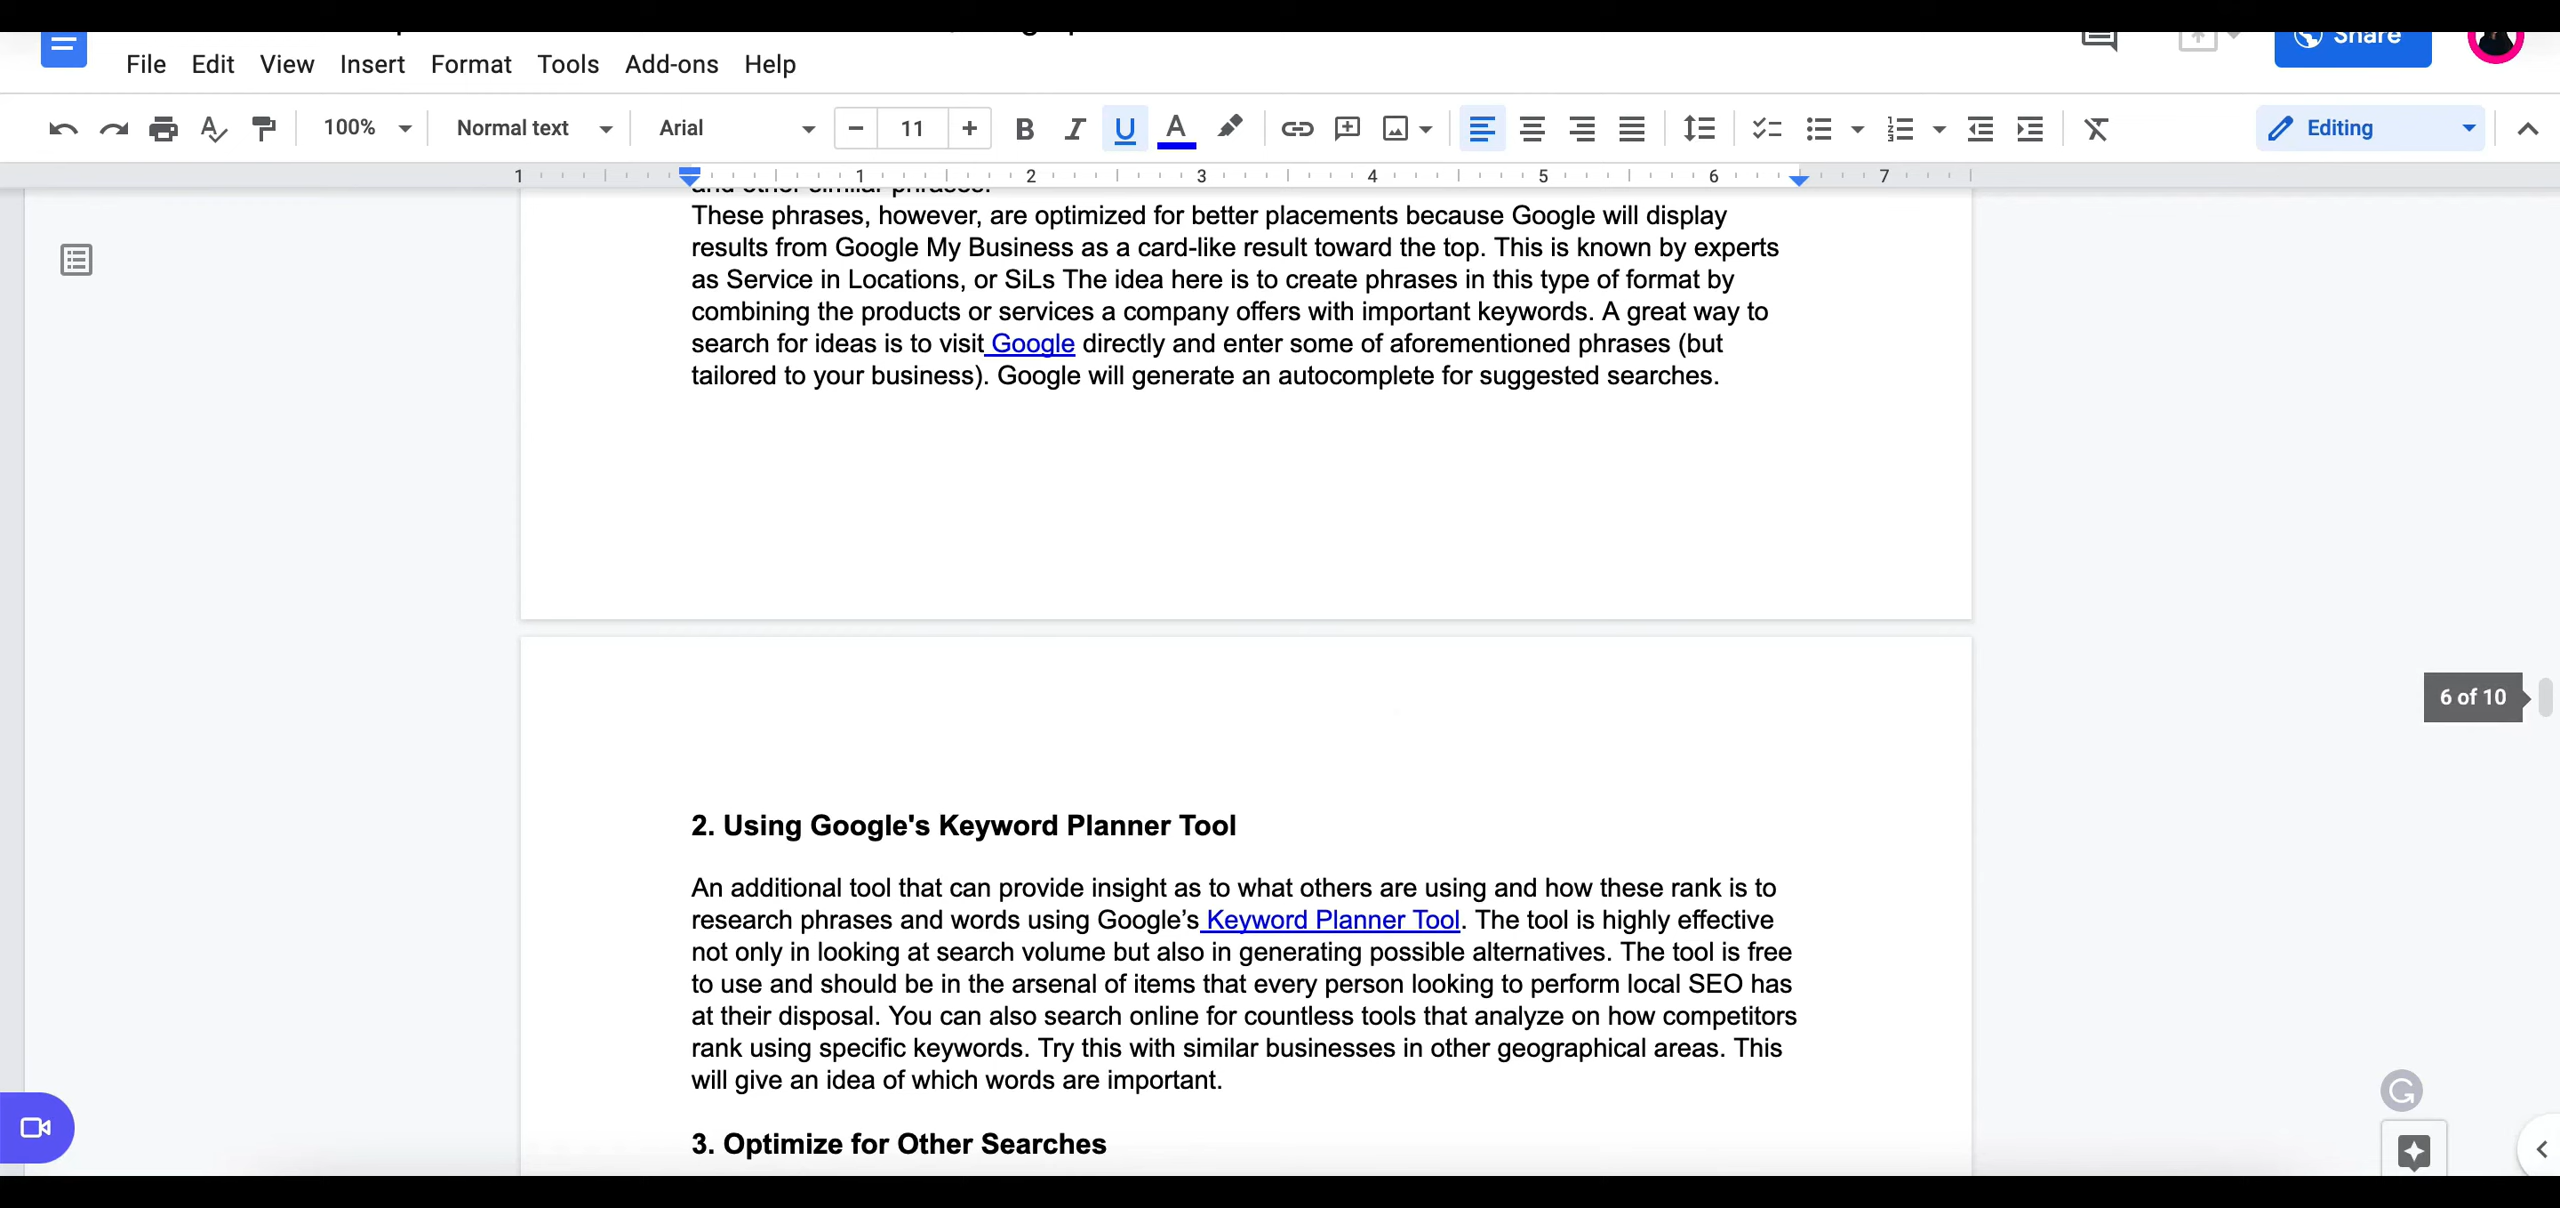 Share
File Edit View Insert Format Tools Add-ons Help
100% Normal text Arial 11 Editing
1 1 2 3 4 5 6 7
and other similar phrases.
These phrases, however, are optimized for better placements because Google will display
results from Google My Business as a card-like result toward the top. This is known by experts
as Service in Locations, or SiLs The idea here is to create phrases in this type of format by
combining the products or services a company offers with important keywords. A great way to
search for ideas is to visit Google directly and enter some of aforementioned phrases (but
tailored to your business). Google will generate an autocomplete for suggested searches.
6 of 10
2. Using Google's Keyword Planner Tool
An additional tool that can provide insight as to what others are using and how these rank is to
research phrases and words using Google’s Keyword Planner Tool. The tool is highly effective
not only in looking at search volume but also in generating possible alternatives. The tool is free
to use and should be in the arsenal of items that every person looking to perform local SEO has
at their disposal. You can also search online for countless tools that analyze on how competitors
rank using specific keywords. Try this with similar businesses in other geographical areas. This
will give an idea of which words are important.
3. Optimize for Other Searches